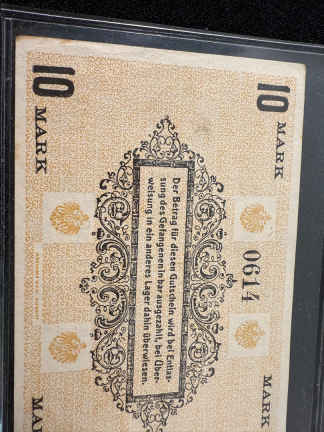 10
MARK
10
MARK
Der Betrag für diesen Gutschein wird bei Entlas-
sung des Gefangenen in bar ausgezahlt, bei Über-
weisung in ein anderes Lager dahin überwiesen.
0614
MARK
MA